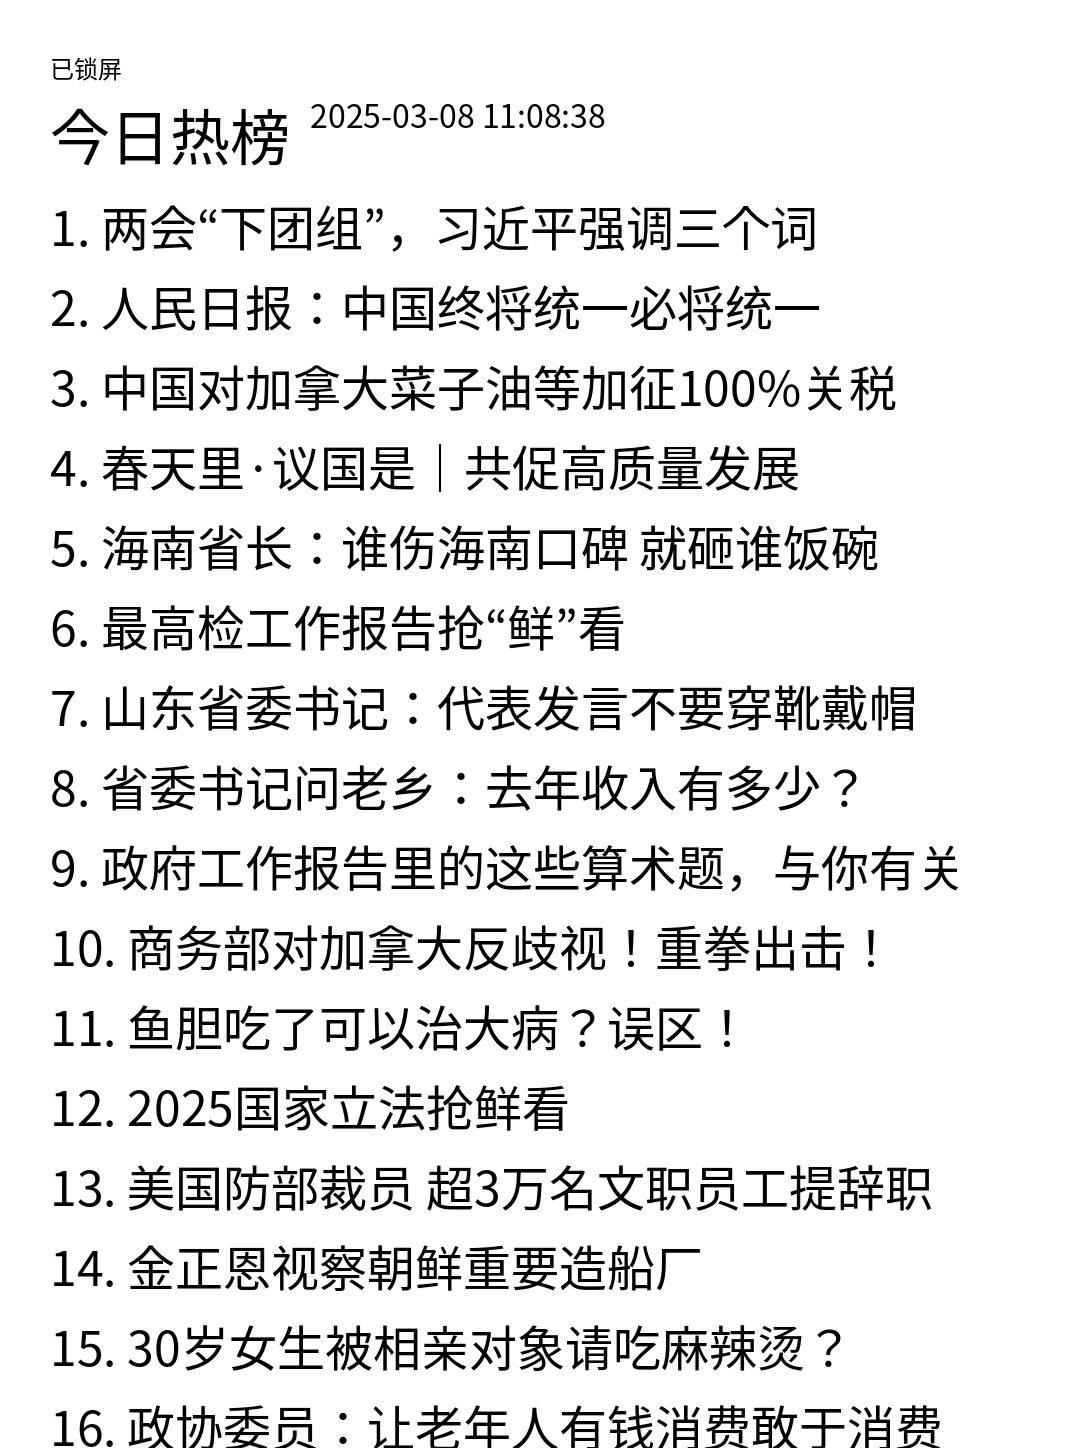 已锁屏
今日热榜 2025-03-08 11:08:38
1. 两会“下团组”，习近平强调三个词
2. 人民日报：中国终将统一必将统一
3. 中国对加拿大菜子油等加征100%关税
4. 春天里·议国是｜共促高质量发展
5. 海南省长：谁伤海南口碑 就砸谁饭碗
6. 最高检工作报告抢“鲜”看
7. 山东省委书记：代表发言不要穿靴戴帽
8. 省委书记问老乡：去年收入有多少？
9. 政府工作报告里的这些算术题，与你有关
10. 商务部对加拿大反歧视！重拳出击！
11. 鱼胆吃了可以治大病？误区！
12. 2025国家立法抢鲜看
13. 美国防部裁员 超3万名文职员工提辞职
14. 金正恩视察朝鲜重要造船厂
15. 30岁女生被相亲对象请吃麻辣烫？
16. 政协委员：让老年人有钱消费敢于消费